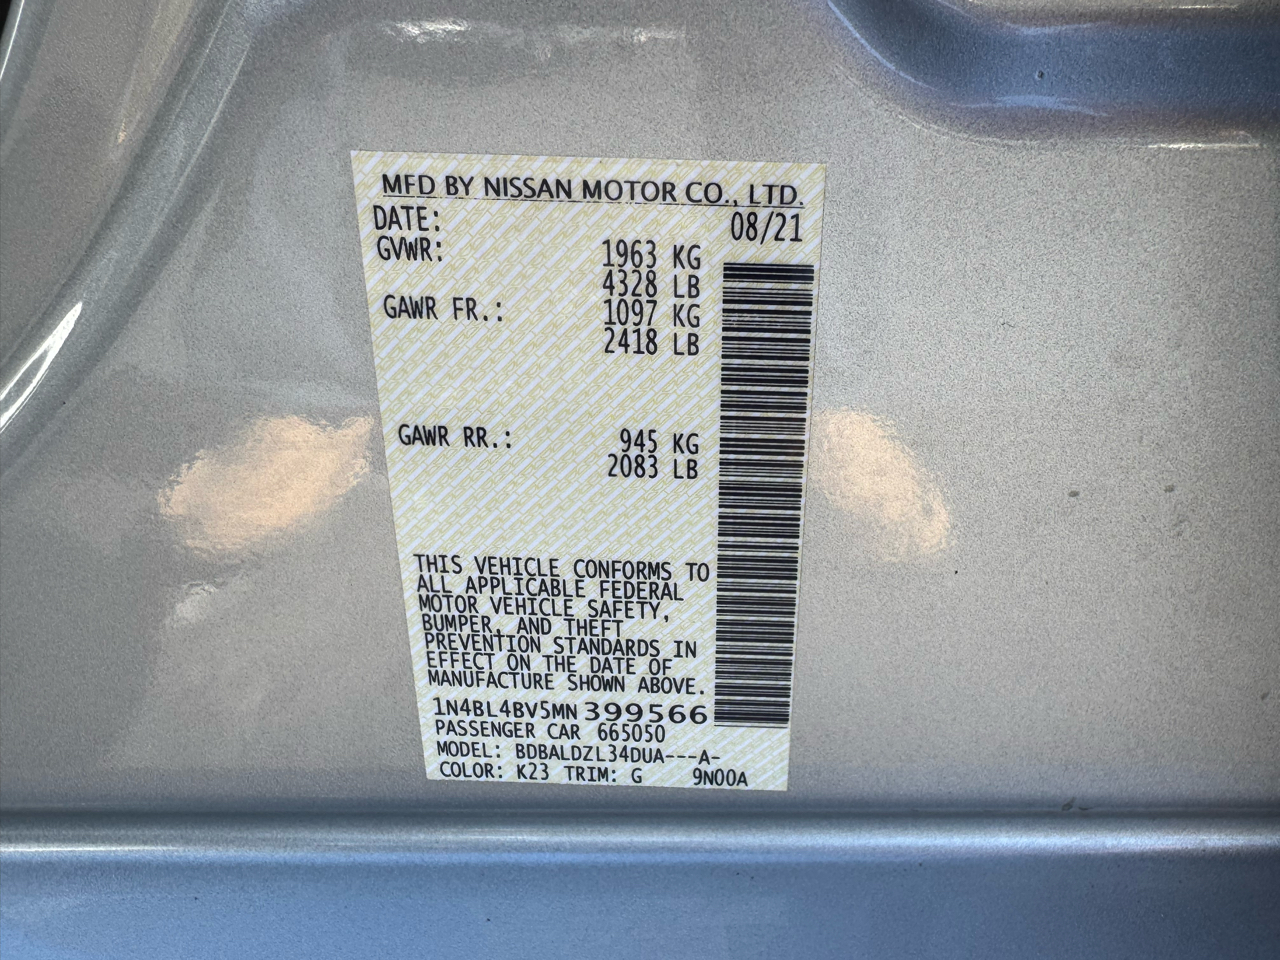 MFD BY NISSAN MOTOR CO., LTD.
DATE: 08/21
GVWR: 1963 KG
4328 LB
GAWR FR.: 1097 KG
2418 LB
GAWR RR.: 945 KG
2083 LB
THIS VEHICLE CONFORMS TO
ALL APPLICABLE FEDERAL
MOTOR VEHICLE SAFETY,
BUMPER, AND THEFT
PREVENTION STANDARDS IN
EFFECT ON THE DATE OF
MANUFACTURE SHOWN ABOVE.
1N4BL4BV5MN399566
PASSENGER CAR 665050
MODEL: BDBALDZL34DUA---A-
COLOR: K23 TRIM: G 9N00A